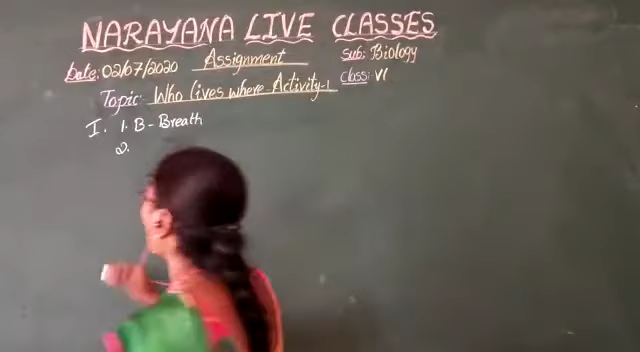 NARAYANA LIVE CLASSES
Date: 02/07/2020 Assignment Sub: Biology
Class: VI
Topic: Who lives where Activity-1
I. 1. B - Breath
2.